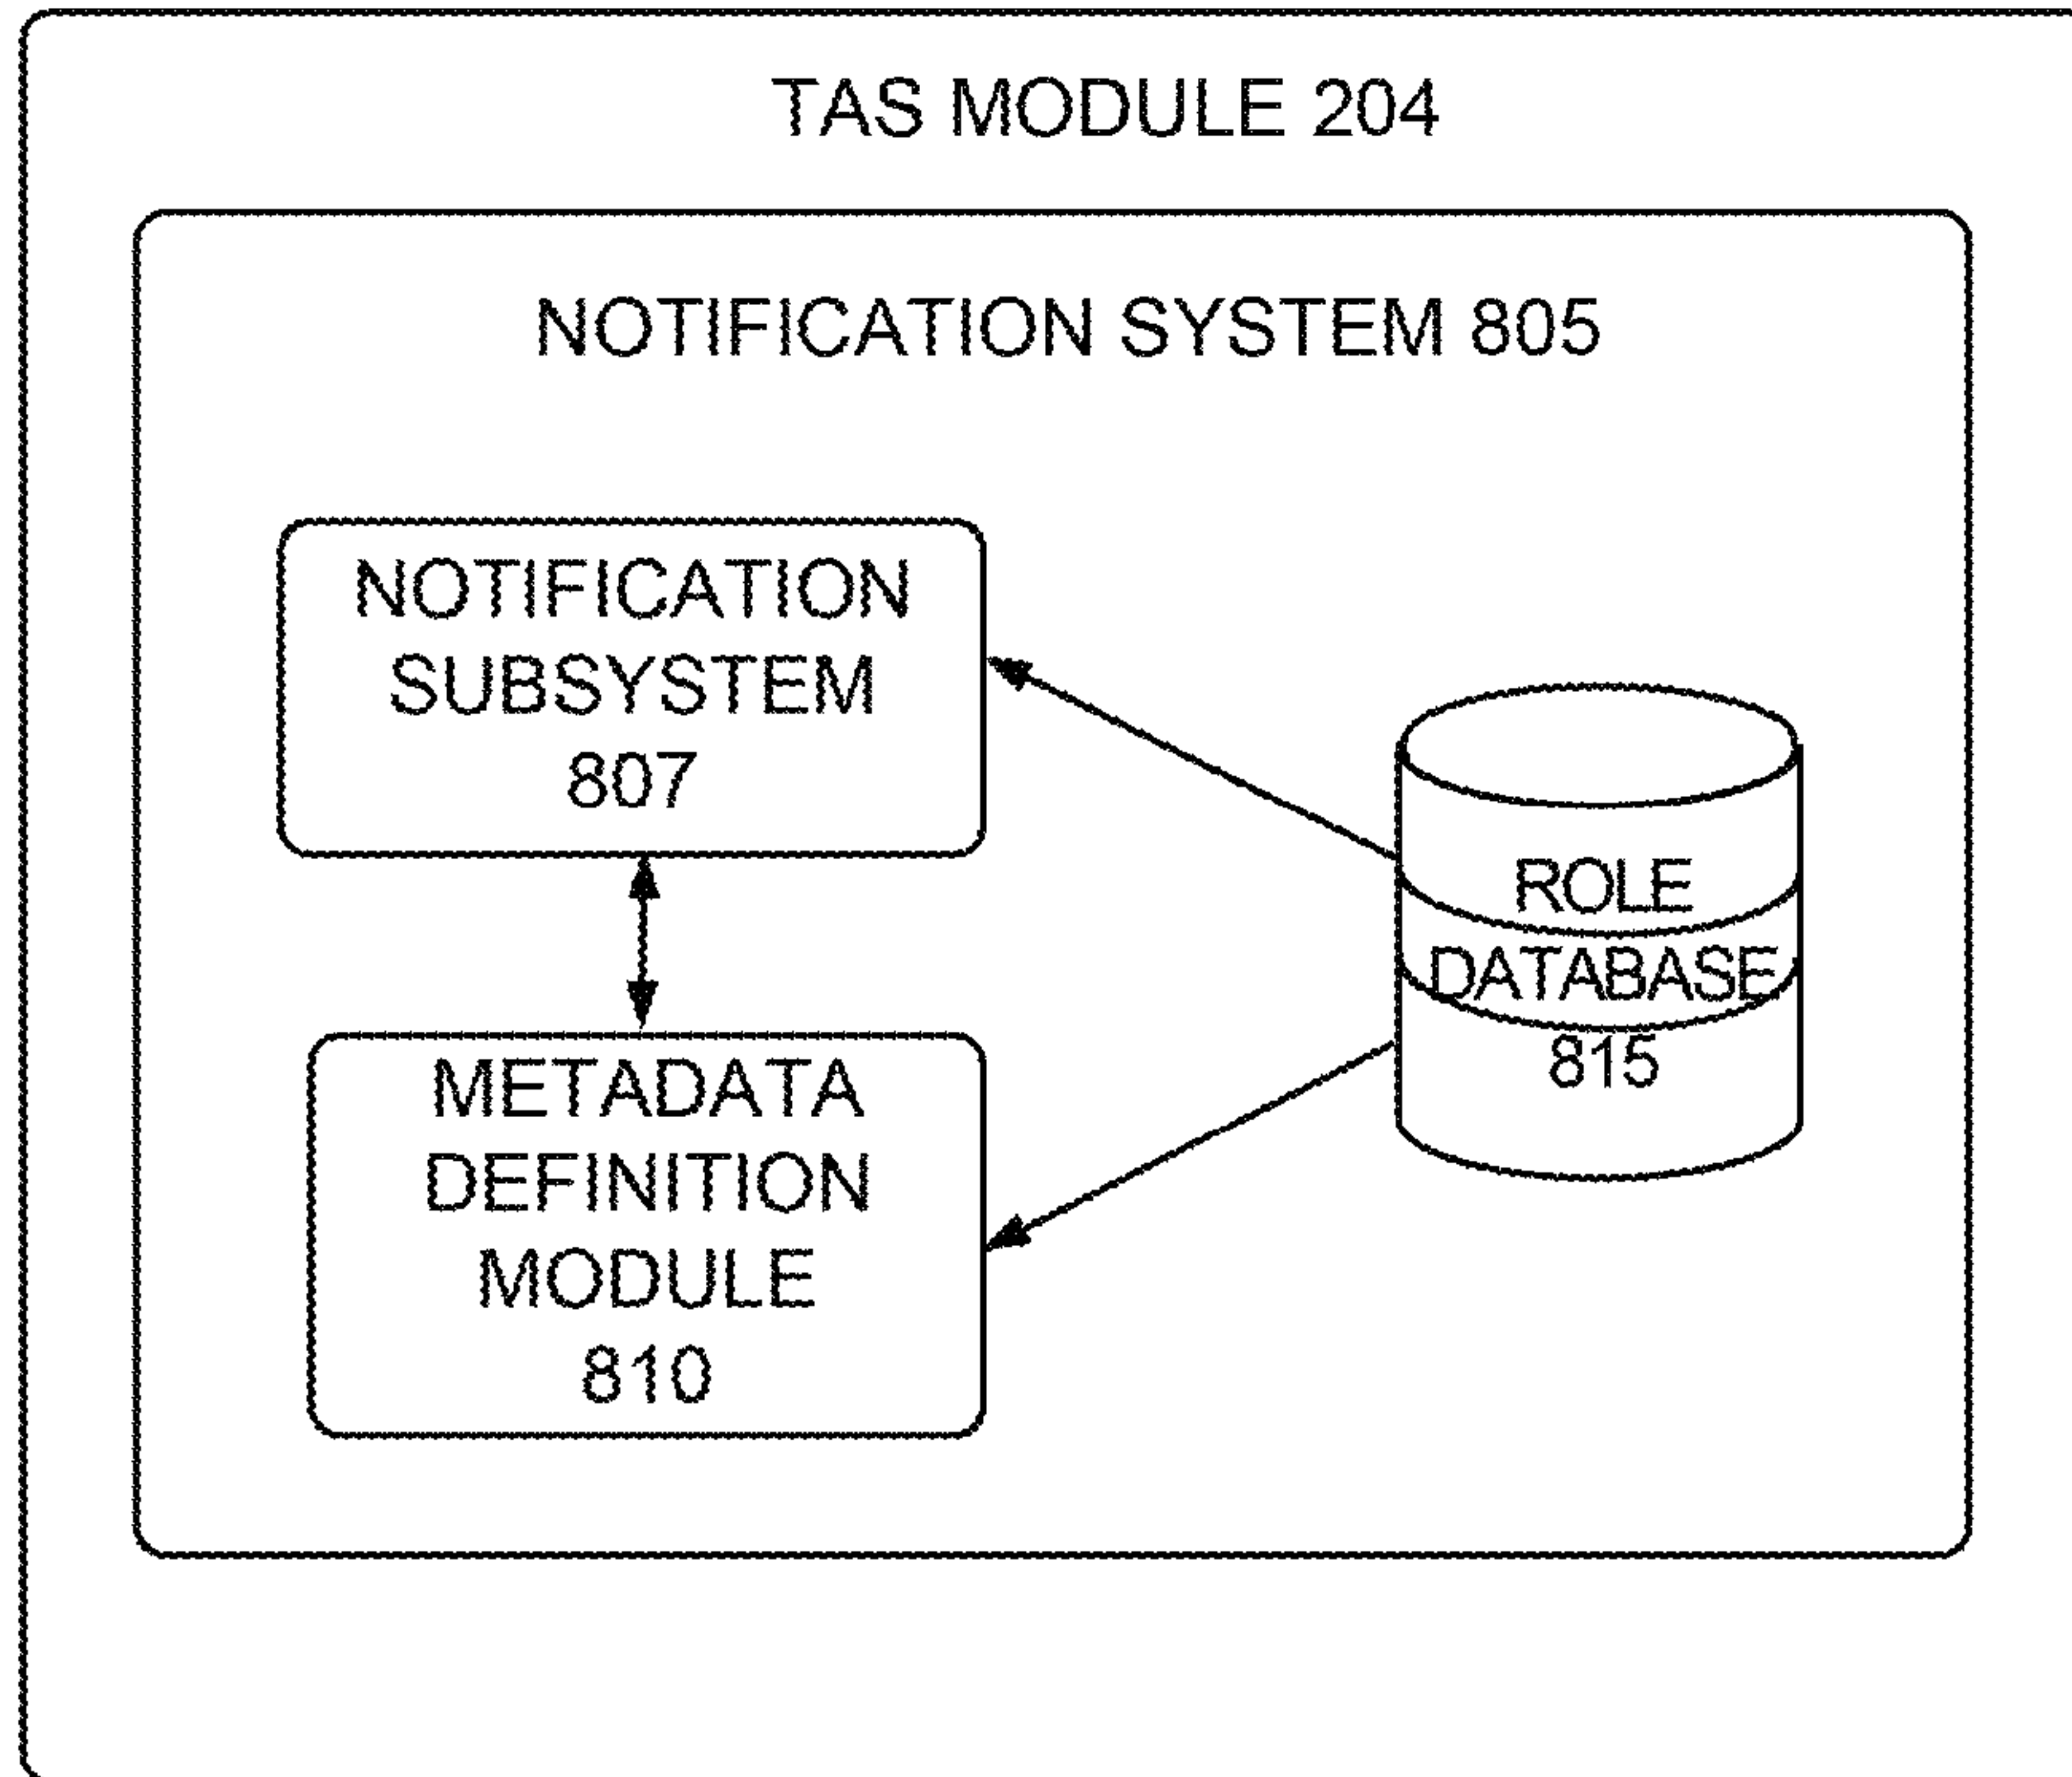 TAS MODULE 204
NOTIFICATION SYSTEM 805
NOTIFICATION
SUBSYSTEM
807
METADATA
DEFINITION
MODULE
810
ROLE
DATABASE
815